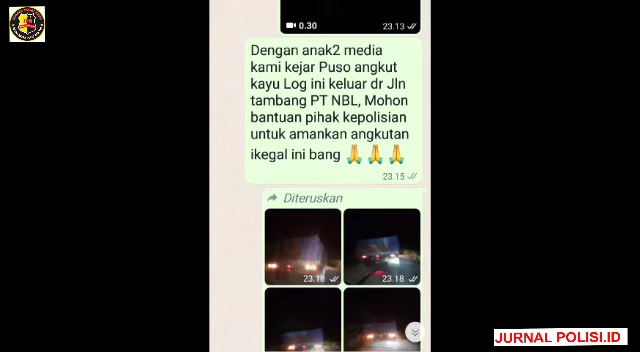 0.30 23.13
Dengan anak2 media
kami kejar Puso angkut
kayu Log ini keluar dr Jln
tambang PT NBL, Mohon
bantuan pihak kepolisian
untuk amankan angkutan
ikegal ini bang 🙏 🙏 🙏
23.15
Diteruskan
23.18 23.18
JURNAL POLISI.ID